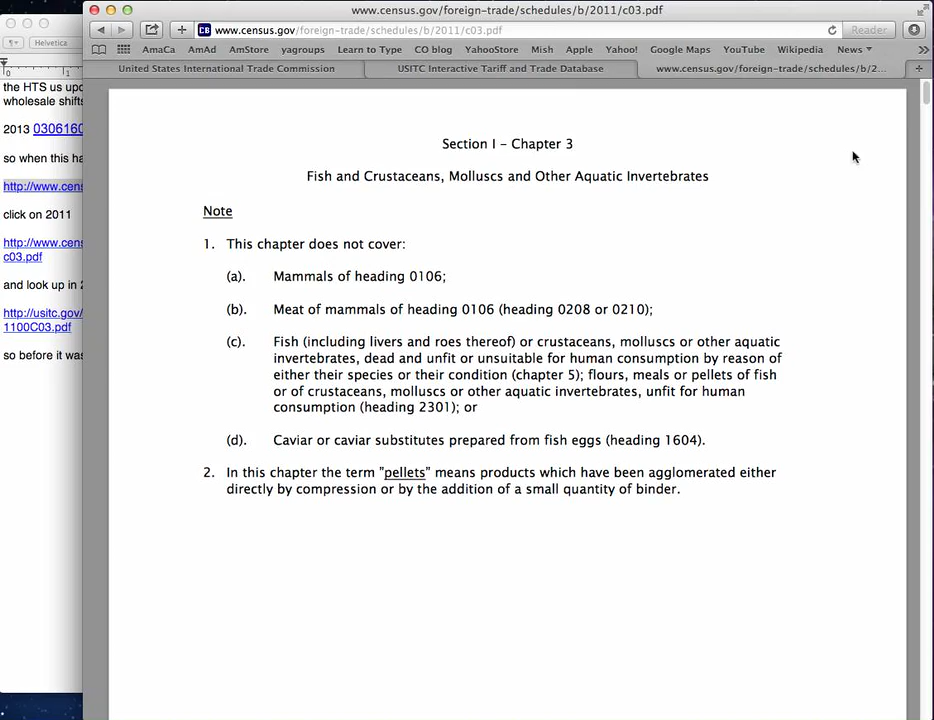 www.census.gov/foreign-trade/schedules/b/2011/c03.pdf
www.census.gov/foreign-trade/schedules/b/2011/c03.pdf
Reader
AmaCa AmAd AmStore yagroups Learn to Type CO blog YahooStore Mish Apple Yahoo! Google Maps YouTube Wikipedia News
United States International Trade Commission USITC Interactive Tariff and Trade Database www.census.gov/foreign-trade/schedules/b/2...
Helvetica
0 1
the HTS us upd
wholesale shifts
2013 0306160
so when this ha
http://www.cens
click on 2011
http://www.cens
c03.pdf
and look up in 2
http://usitc.gov/
1100C03.pdf
so before it was
Section I – Chapter 3
Fish and Crustaceans, Molluscs and Other Aquatic Invertebrates
Note
1. This chapter does not cover:
(a). Mammals of heading 0106;
(b). Meat of mammals of heading 0106 (heading 0208 or 0210);
(c). Fish (including livers and roes thereof) or crustaceans, molluscs or other aquatic
invertebrates, dead and unfit or unsuitable for human consumption by reason of
either their species or their condition (chapter 5); flours, meals or pellets of fish
or of crustaceans, molluscs or other aquatic invertebrates, unfit for human
consumption (heading 2301); or
(d). Caviar or caviar substitutes prepared from fish eggs (heading 1604).
2. In this chapter the term "pellets" means products which have been agglomerated either
directly by compression or by the addition of a small quantity of binder.